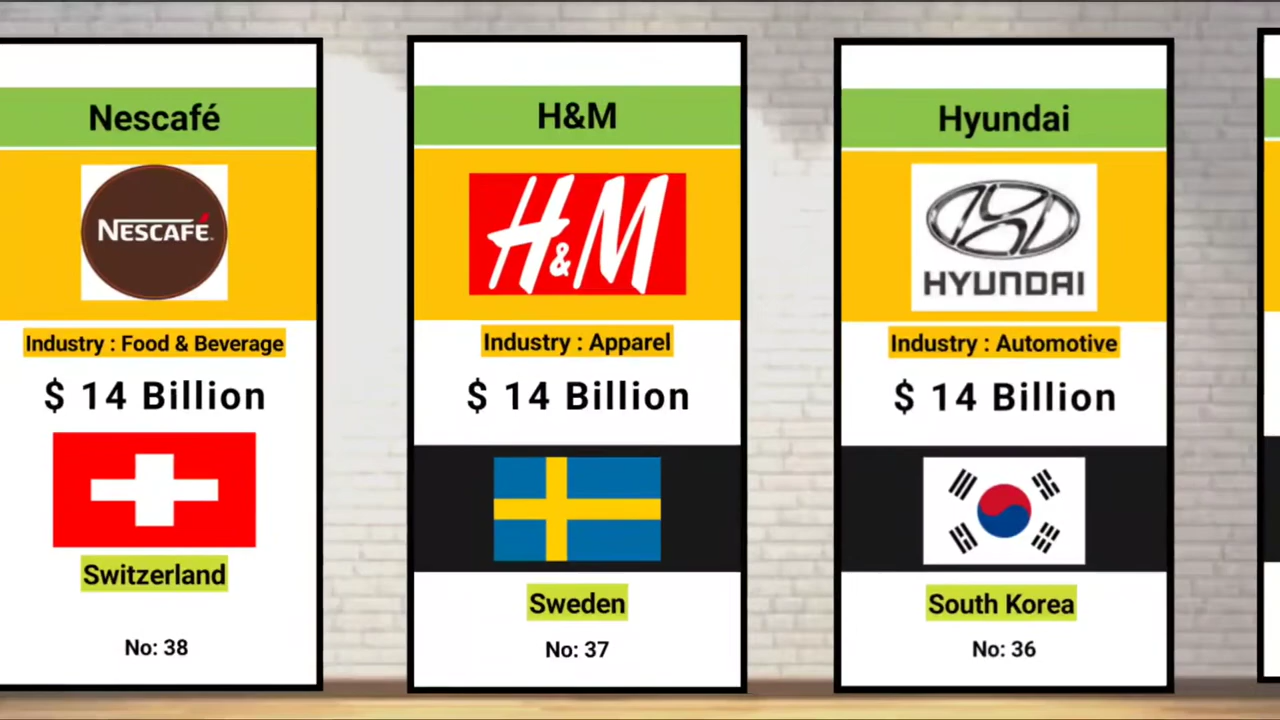 Nescafé
NESCAFÉ.
Industry : Food & Beverage
$ 14 Billion
Switzerland
No: 38
H&M
H&M
Industry : Apparel
$ 14 Billion
Sweden
No: 37
Hyundai
HYUNDAI
Industry : Automotive
$ 14 Billion
South Korea
No: 36